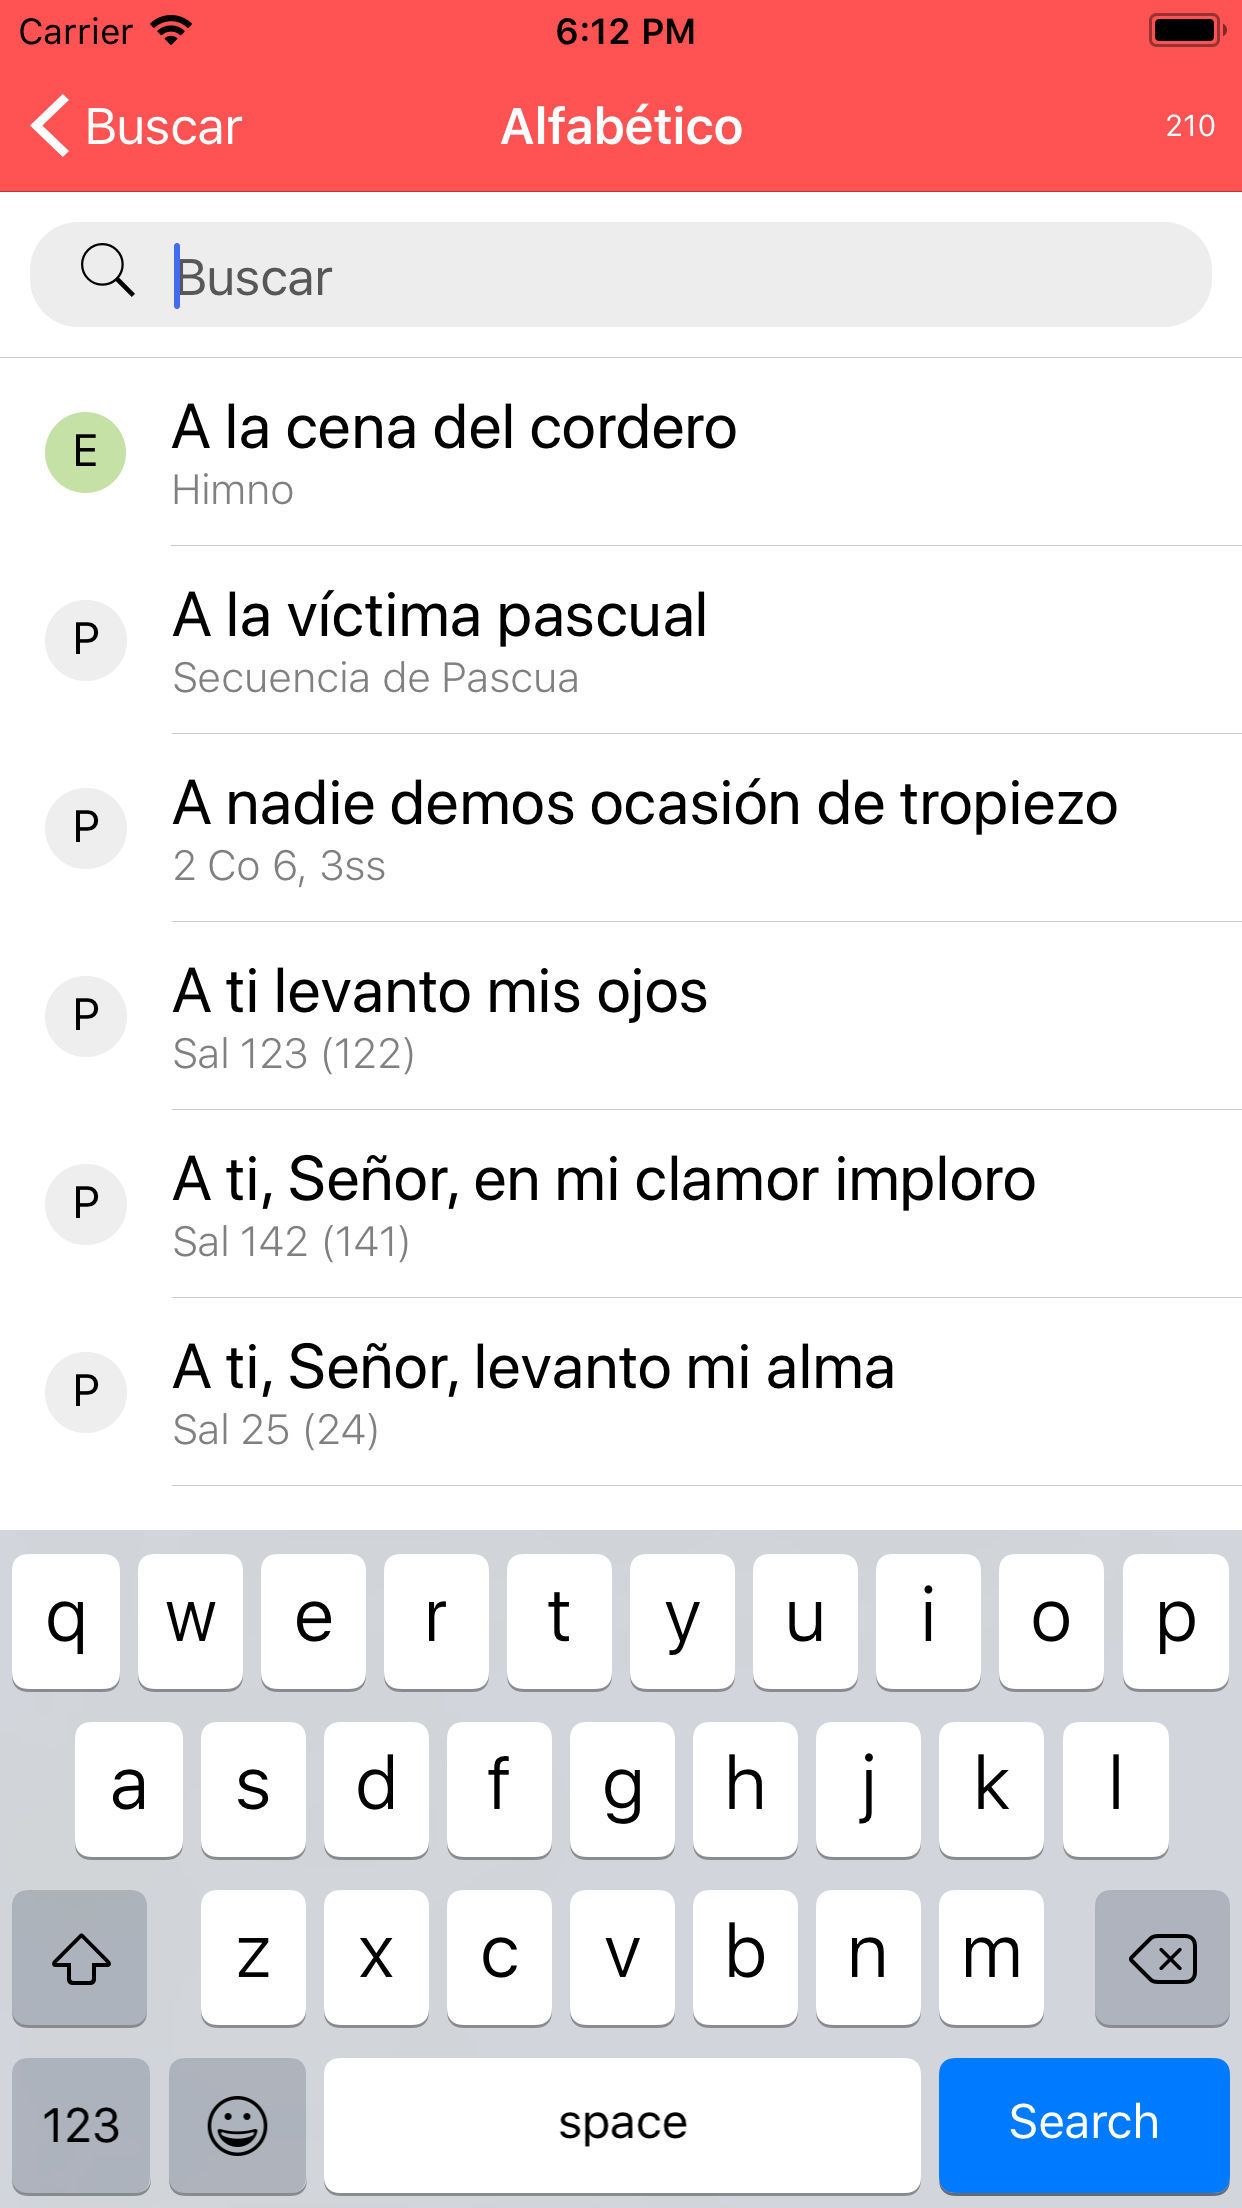 Carrier 6:12 PM
Buscar Alfabético 210
Buscar
E A la cena del cordero
Himno
P A la víctima pascual
Secuencia de Pascua
P A nadie demos ocasión de tropiezo
2 Co 6, 3ss
P A ti levanto mis ojos
Sal 123 (122)
P A ti, Señor, en mi clamor imploro
Sal 142 (141)
P A ti, Señor, levanto mi alma
Sal 25 (24)
q w e r t y u i o p
a s d f g h j k l
z x c v b n m
123 space Search